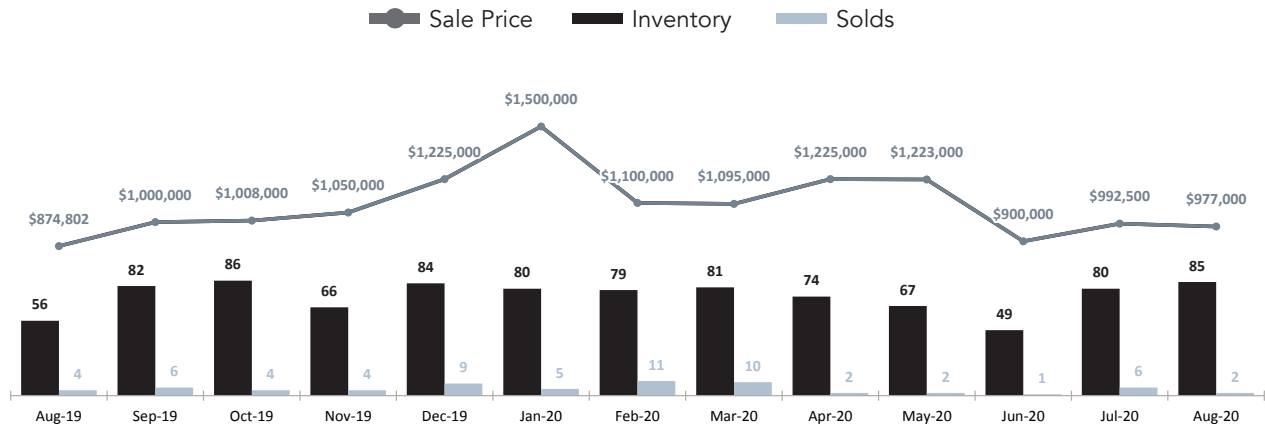 Sale Price Inventory Solds
$1,500,000
$1,225,000 $1,225,000 $1,223,000
$1,100,000 $1,095,000
$1,000,000 $1,008,000 $1,050,000
$874,802 $900,000 $992,500 $977,000
56 82 86 66 84 80 79 81 74 67 49 80 85
4 6 4 4 9 5 11 10 2 2 1 6 2
Aug-19 Sep-19 Oct-19 Nov-19 Dec-19 Jan-20 Feb-20 Mar-20 Apr-20 May-20 Jun-20 Jul-20 Aug-20